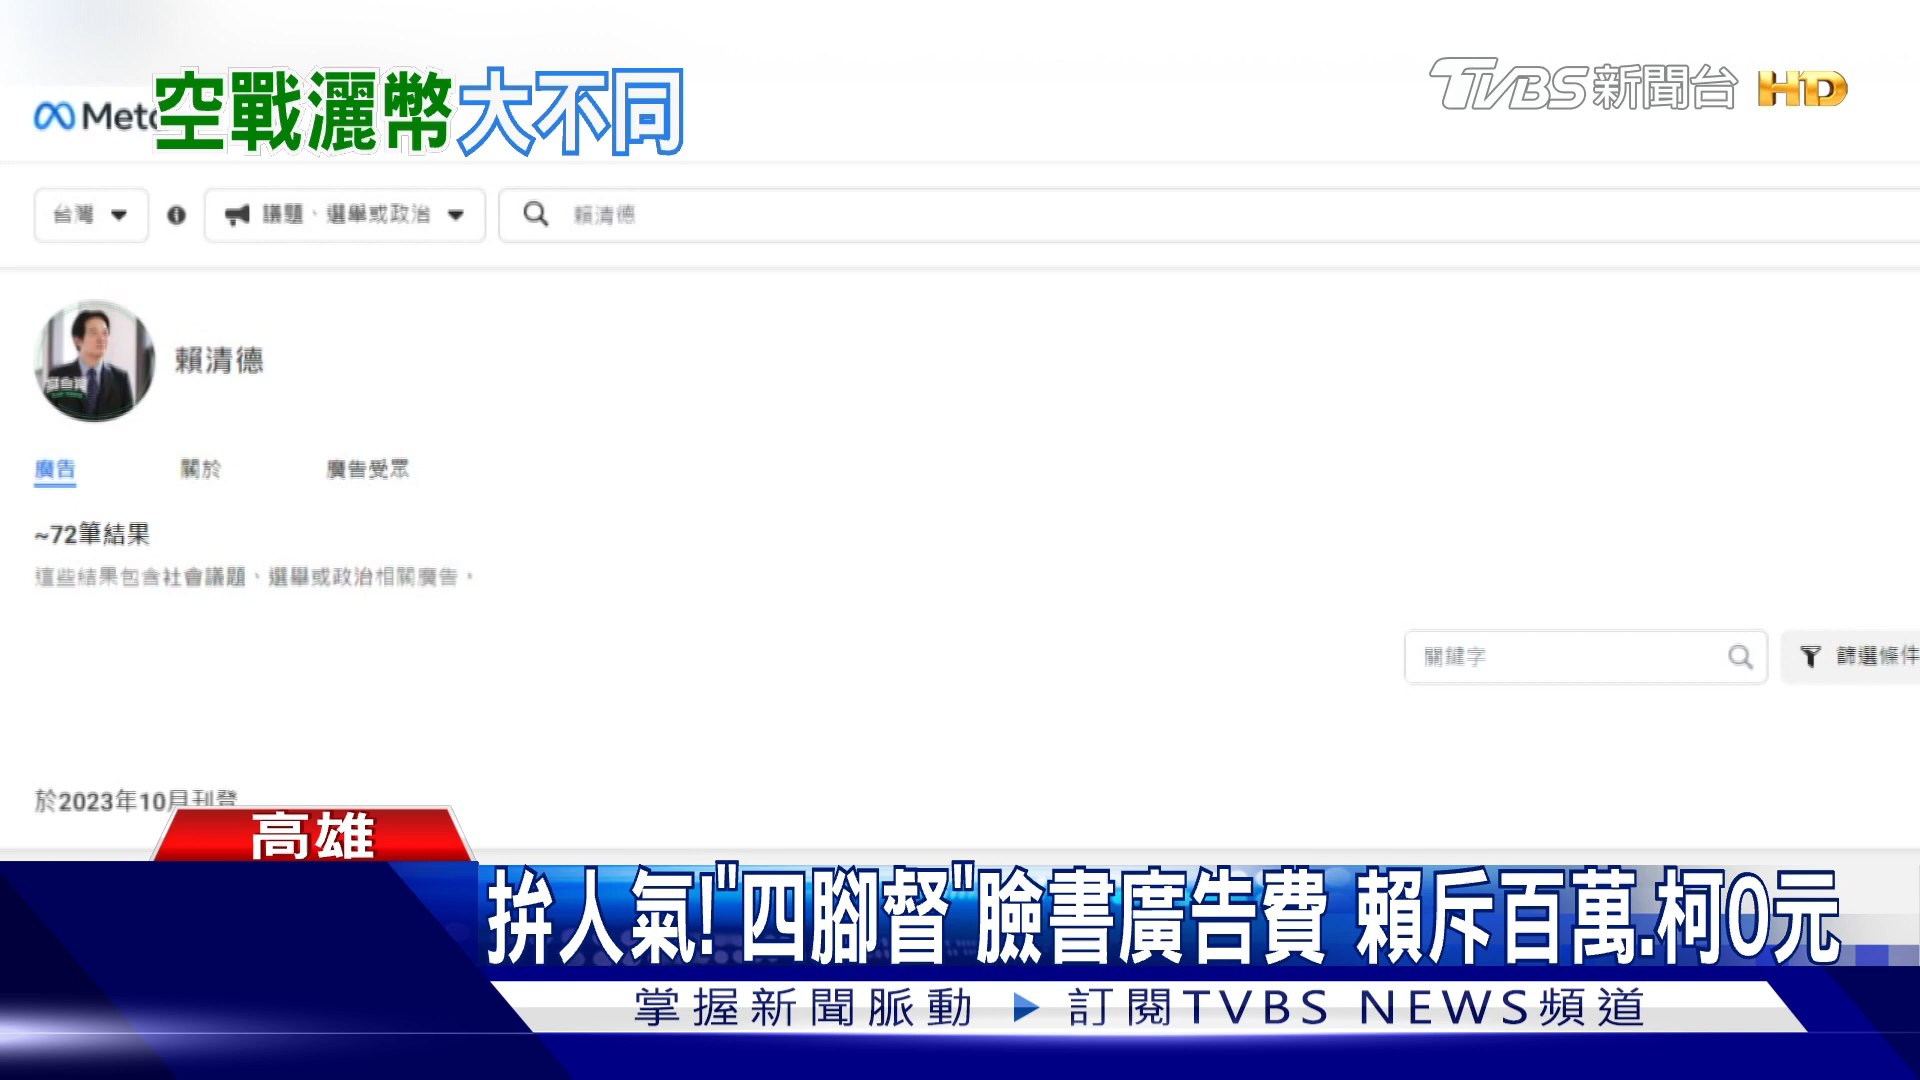 空戰灑幣大不同
TVBS新聞台 HD
Meta
台灣
議題、選舉或政治
賴清德
賴清德
廣告 關於 廣告受眾
~72筆結果
這些結果包含社會議題、選舉或政治相關廣告。
關鍵字
篩選條件
於2023年10月刊登
高雄
拚人氣!"四腳督"臉書廣告費 賴斥百萬.柯0元
掌握新聞脈動 ▶ 訂閱TVBS NEWS頻道